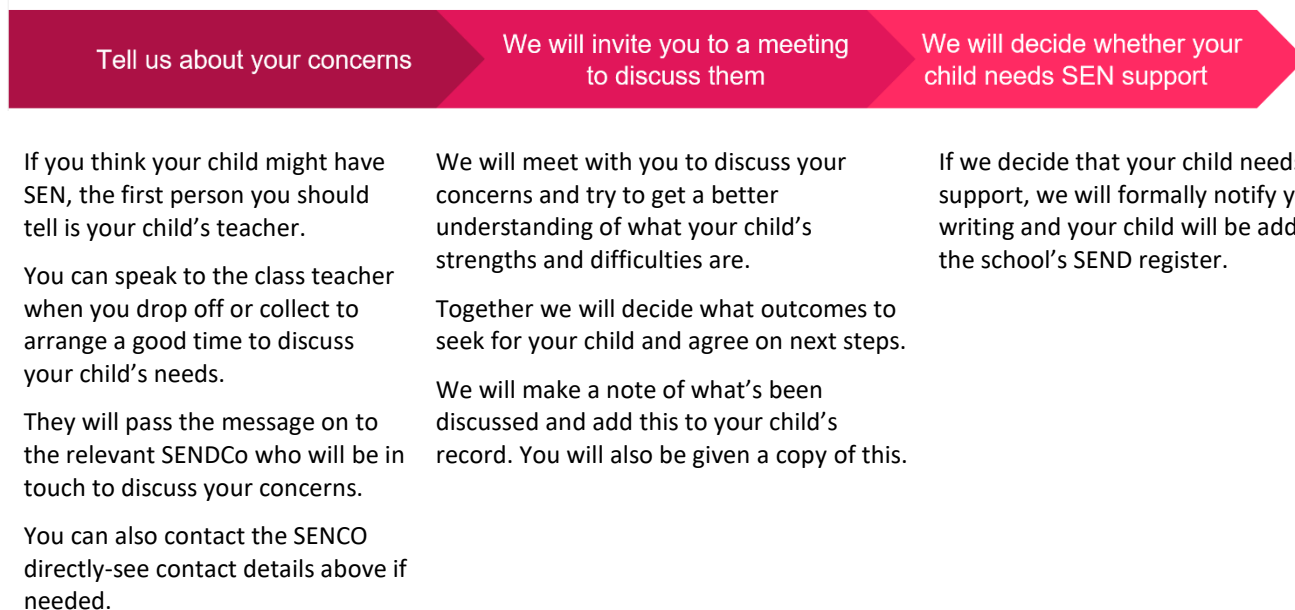 Tell us about your concerns
We will invite you to a meeting
to discuss them
We will decide whether your
child needs SEN support
If you think your child might have
SEN, the first person you should
tell is your child’s teacher.
You can speak to the class teacher
when you drop off or collect to
arrange a good time to discuss
your child’s needs.
They will pass the message on to
the relevant SENDCo who will be in
touch to discuss your concerns.
You can also contact the SENCO
directly-see contact details above if
needed.
We will meet with you to discuss your
concerns and try to get a better
understanding of what your child’s
strengths and difficulties are.
Together we will decide what outcomes to
seek for your child and agree on next steps.
We will make a note of what’s been
discussed and add this to your child’s
record. You will also be given a copy of this.
If we decide that your child
support, we will formally notify
writing and your child will be
the school’s SEND register.